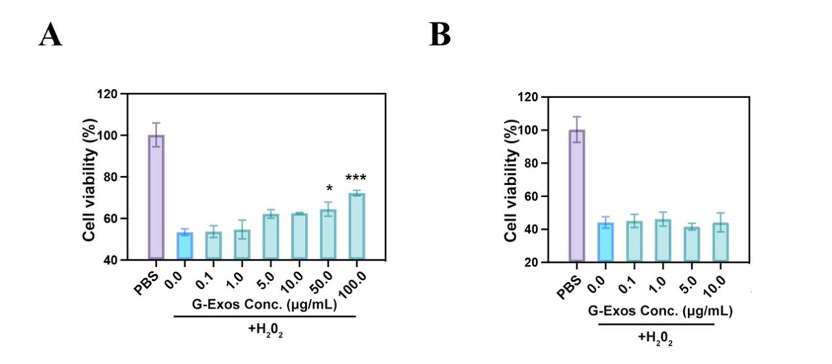 A
B
120
100
80
60
40
Cell viability (%)
*
***
PBS
0.0
0.1
1.0
5.0
10.0
50.0
100.0
G-Exos Conc. (µg/mL)
+H₂0₂
120
100
80
60
40
20
Cell viability (%)
PBS
0.0
0.1
1.0
5.0
10.0
G-Exos Conc. (µg/mL)
+H₂0₂